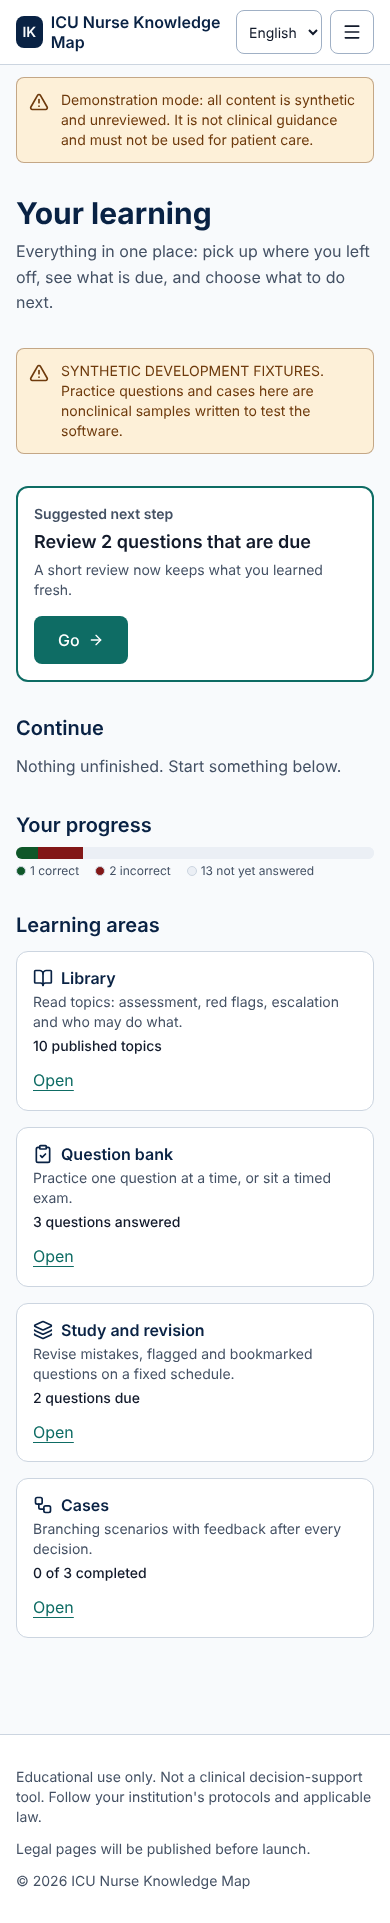 IK
ICU Nurse Knowledge
Map
English
Demonstration mode: all content is synthetic
and unreviewed. It is not clinical guidance
and must not be used for patient care.
Your learning
Everything in one place: pick up where you left
off, see what is due, and choose what to do
next.
SYNTHETIC DEVELOPMENT FIXTURES.
Practice questions and cases here are
nonclinical samples written to test the
software.
Suggested next step
Review 2 questions that are due
A short review now keeps what you learned
fresh.
Go
Continue
Nothing unfinished. Start something below.
Your progress
1 correct 2 incorrect 13 not yet answered
Learning areas
Library
Read topics: assessment, red flags, escalation
and who may do what.
10 published topics
Open
Question bank
Practice one question at a time, or sit a timed
exam.
3 questions answered
Open
Study and revision
Revise mistakes, flagged and bookmarked
questions on a fixed schedule.
2 questions due
Open
Cases
Branching scenarios with feedback after every
decision.
0 of 3 completed
Open
Educational use only. Not a clinical decision-support
tool. Follow your institution's protocols and applicable
law.
Legal pages will be published before launch.
© 2026 ICU Nurse Knowledge Map